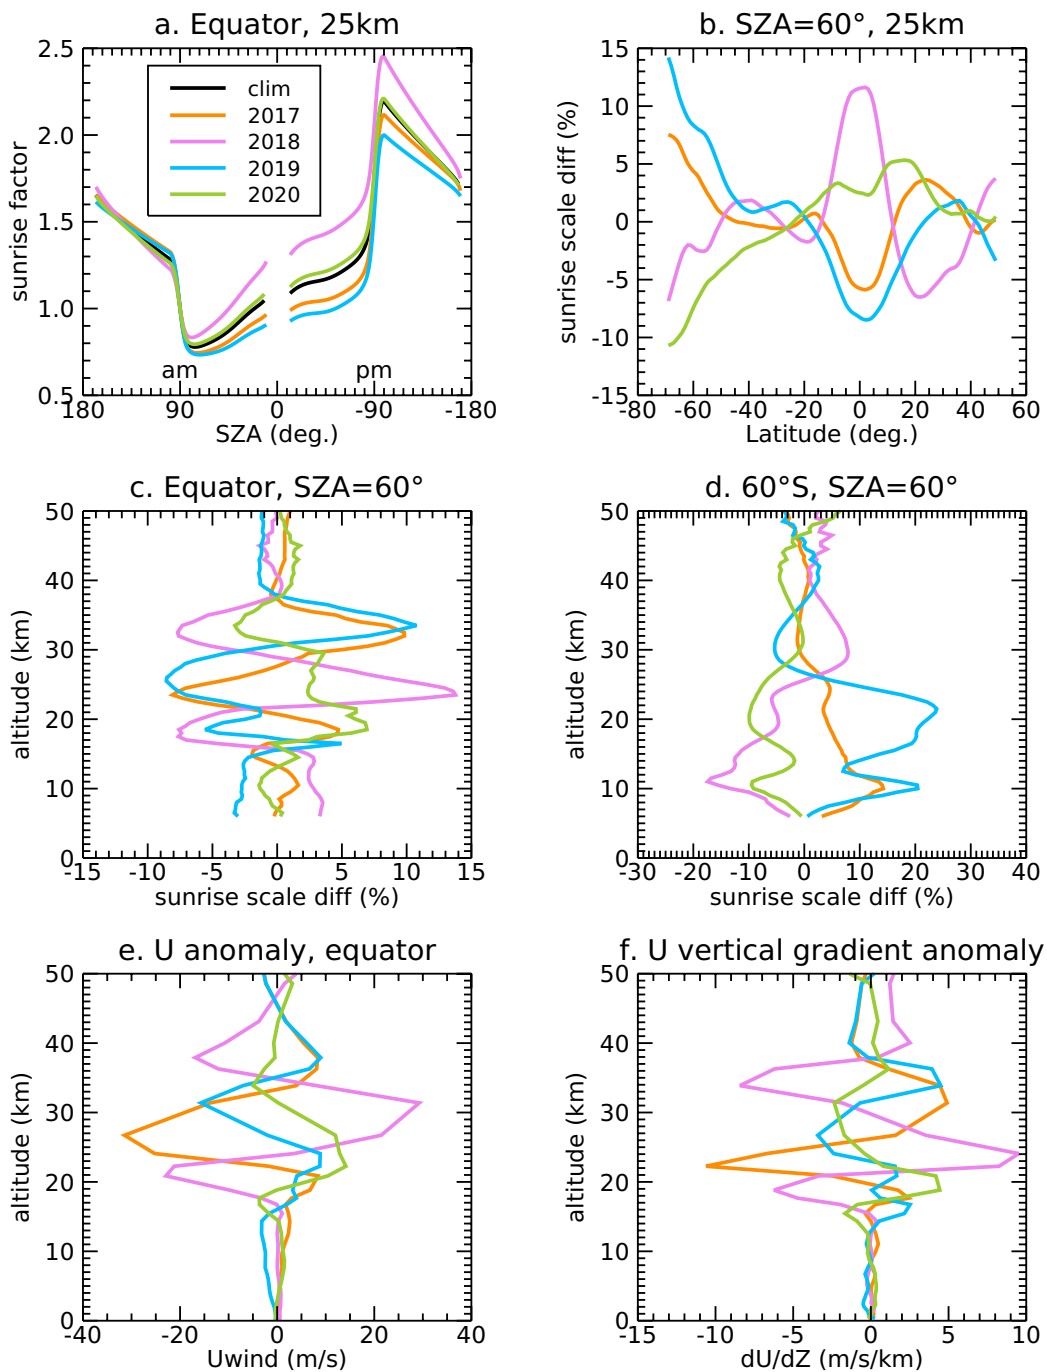 a. Equator, 25km
2.5
2.0
1.5
1.0
0.5
sunrise factor
clim
2017
2018
2019
2020
am
pm
180 90 0 -90 -180
SZA (deg.)
b. SZA=60°, 25km
15
10
5
0
-5
-10
-15
sunrise scale diff (%)
-80 -60 -40 -20 0 20 40 60
Latitude (deg.)
c. Equator, SZA=60°
50
40
30
20
10
0
altitude (km)
-15 -10 -5 0 5 10 15
sunrise scale diff (%)
d. 60°S, SZA=60°
50
40
30
20
10
0
altitude (km)
-30 -20 -10 0 10 20 30 40
sunrise scale diff (%)
e. U anomaly, equator
50
40
30
20
10
0
altitude (km)
-40 -20 0 20 40
Uwind (m/s)
f. U vertical gradient anomaly
50
40
30
20
10
0
altitude (km)
-15 -10 -5 0 5 10
dU/dZ (m/s/km)